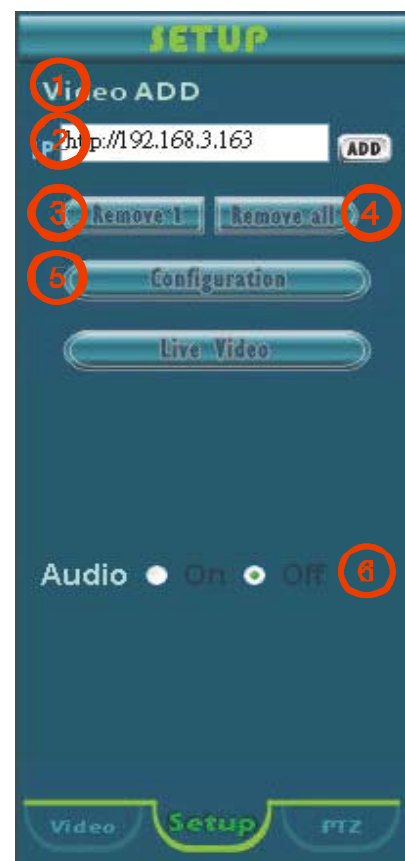 SETUP
1 Video ADD
2 IP http://192.168.3.163 ADD
3 Remove 1 Remove all 4
5 Configuration
Live Video
Audio On Off 6
Video Setup PTZ